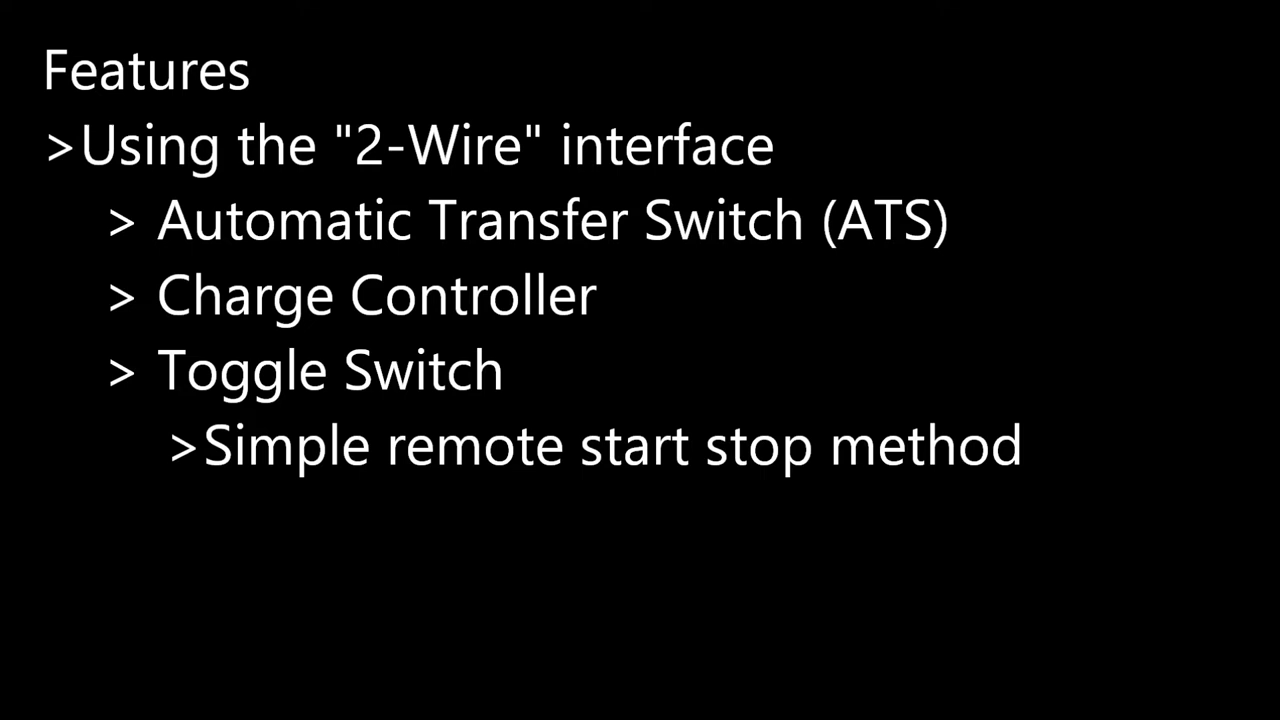 Features
>Using the "2-Wire" interface
> Automatic Transfer Switch (ATS)
> Charge Controller
> Toggle Switch
>Simple remote start stop method